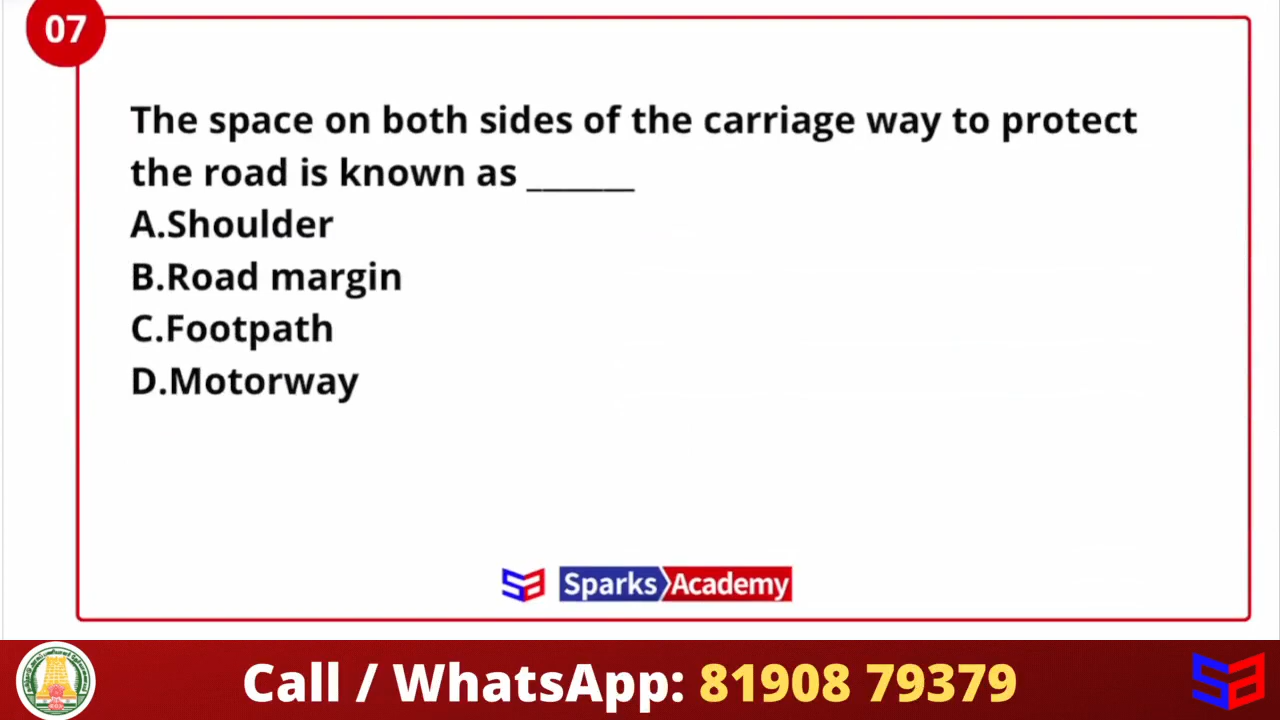 07
The space on both sides of the carriage way to protect
the road is known as _______
A.Shoulder
B.Road margin
C.Footpath
D.Motorway
Sparks Academy
Call / WhatsApp: 81908 79379